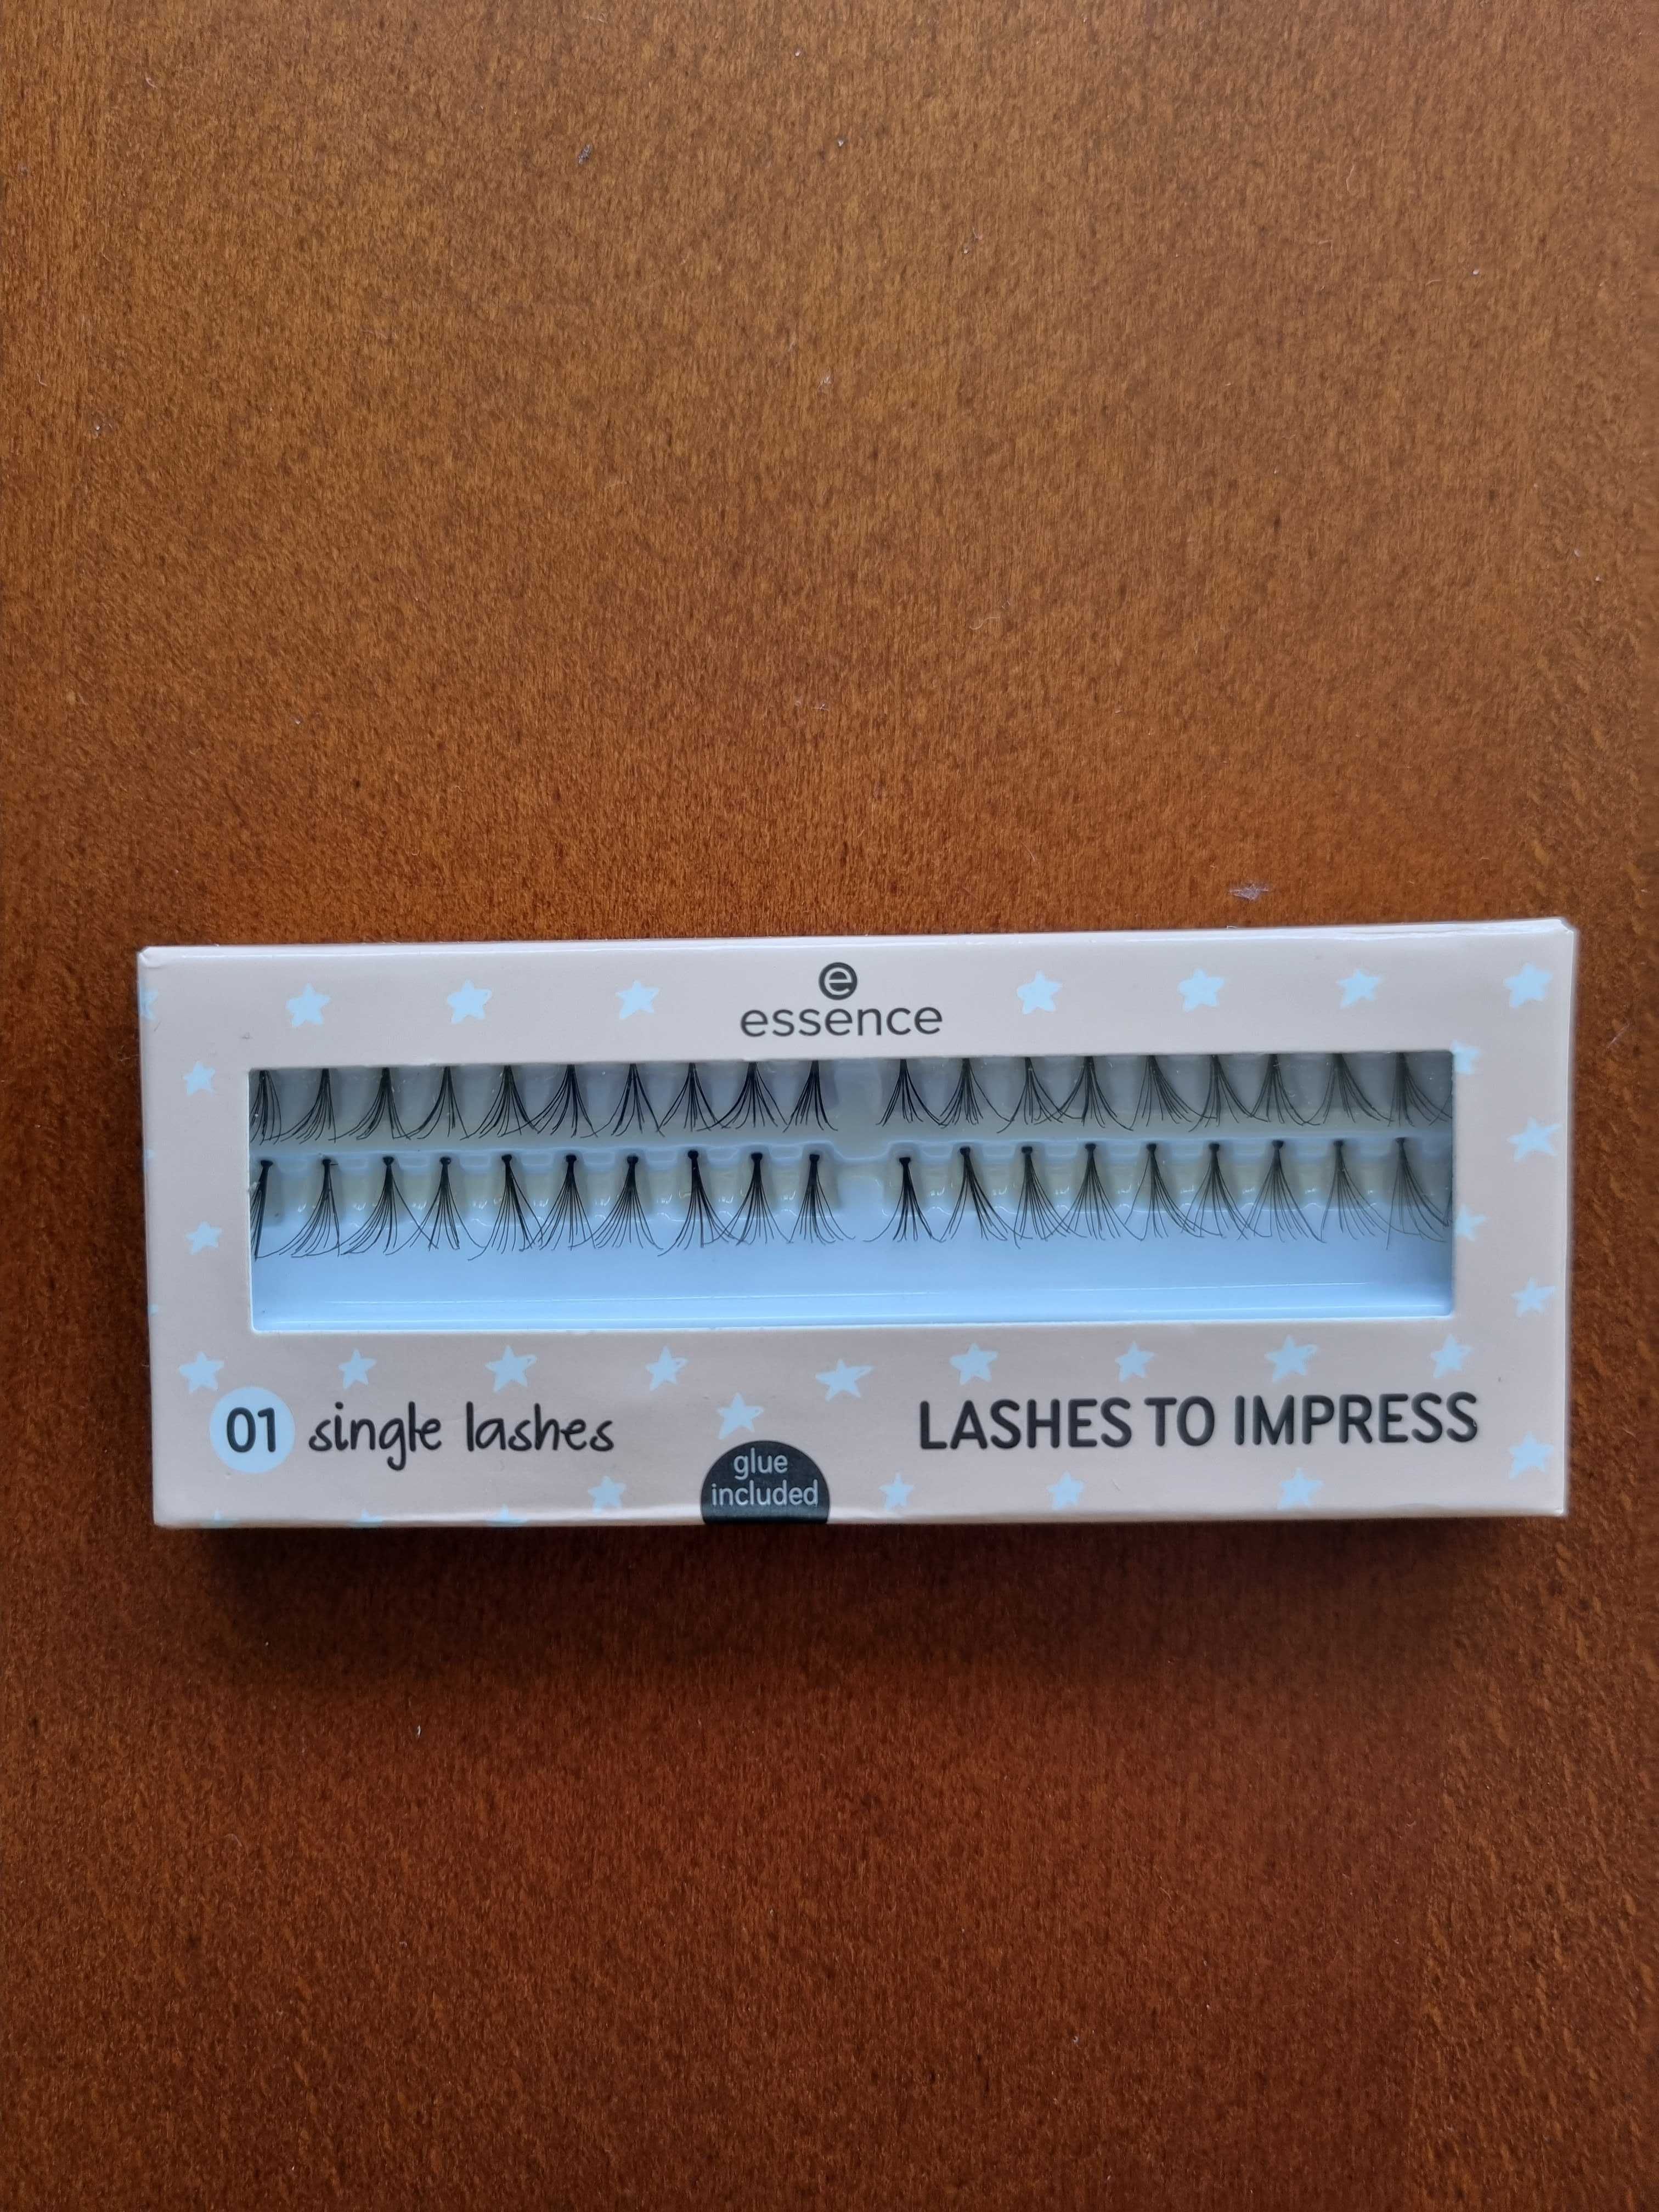 e
essence
01 single lashes
LASHES TO IMPRESS
glue
included